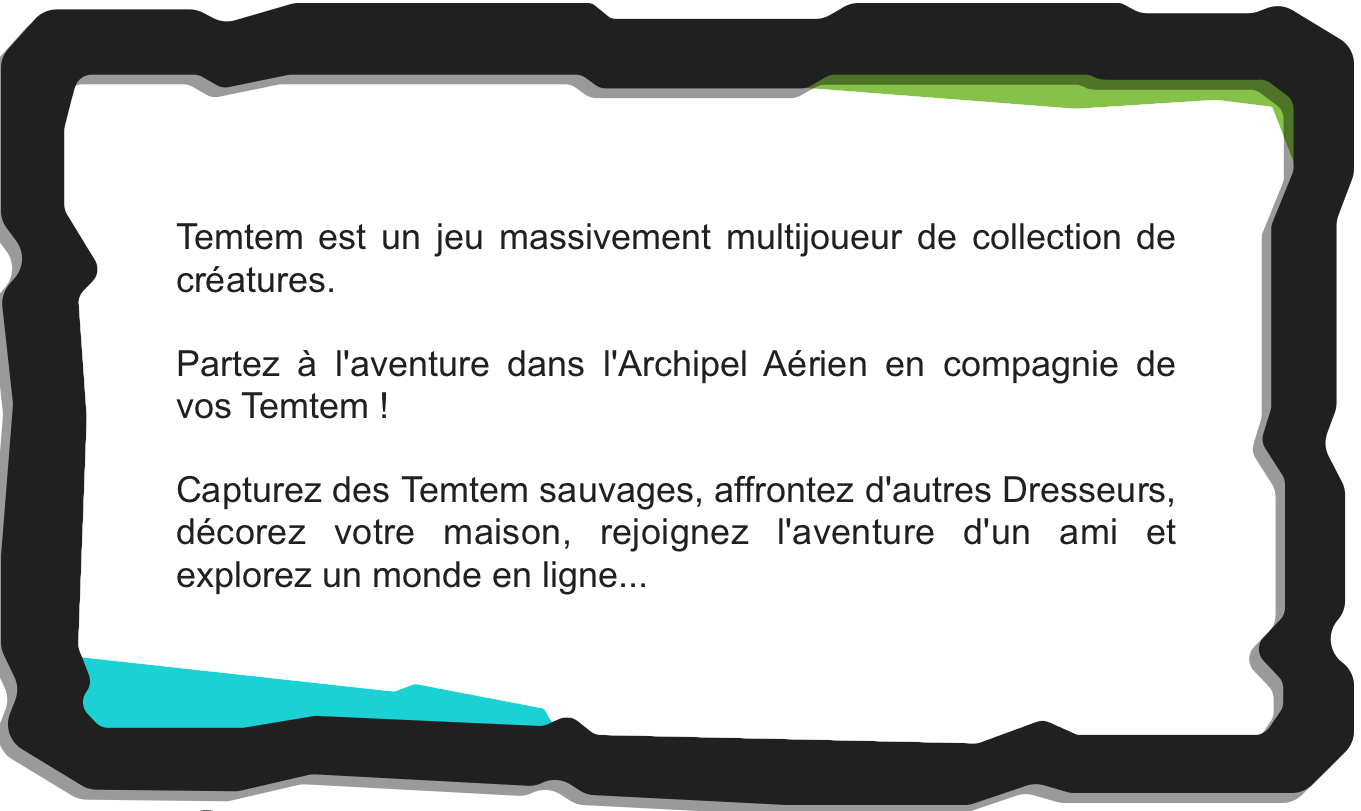 Temtem est un jeu massivement multijoueur de collection de
créatures.
Partez à l'aventure dans l'Archipel Aérien en compagnie de
vos Temtem !
Capturez des Temtem sauvages, affrontez d'autres Dresseurs,
décorez votre maison, rejoignez l'aventure d'un ami et
explorez un monde en ligne...